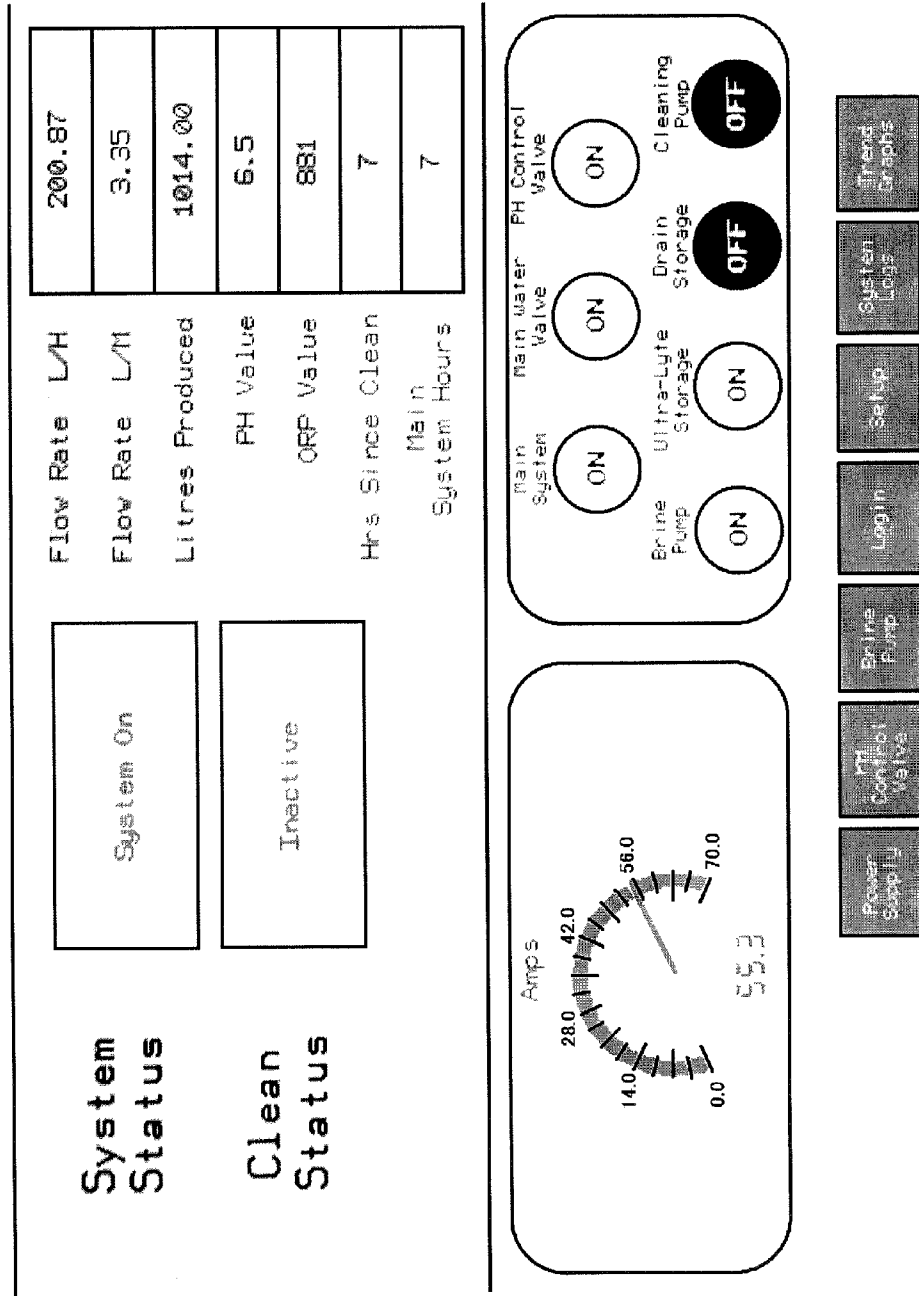 System
Status
System On
Clean
Status
Inactive
Flow Rate L/H 200.87
Flow Rate L/M 3.35
Litres Produced 1014.00
PH Value 6.5
ORP Value 881
Hrs Since Clean 7
Main
System Hours 7
Amps
0.0
14.0
28.0
42.0
56.0
70.0
55.3
Main
System
ON
Main Water
Valve
ON
PH Control
Valve
ON
Brine
Pump
ON
Ultra-Lyte
Storage
ON
Drain
Storage
OFF
Cleaning
Pump
OFF
Power
Supply
Control
Valve
Brine
Pump
Login
Setup
System
Logs
Trend
Graphs